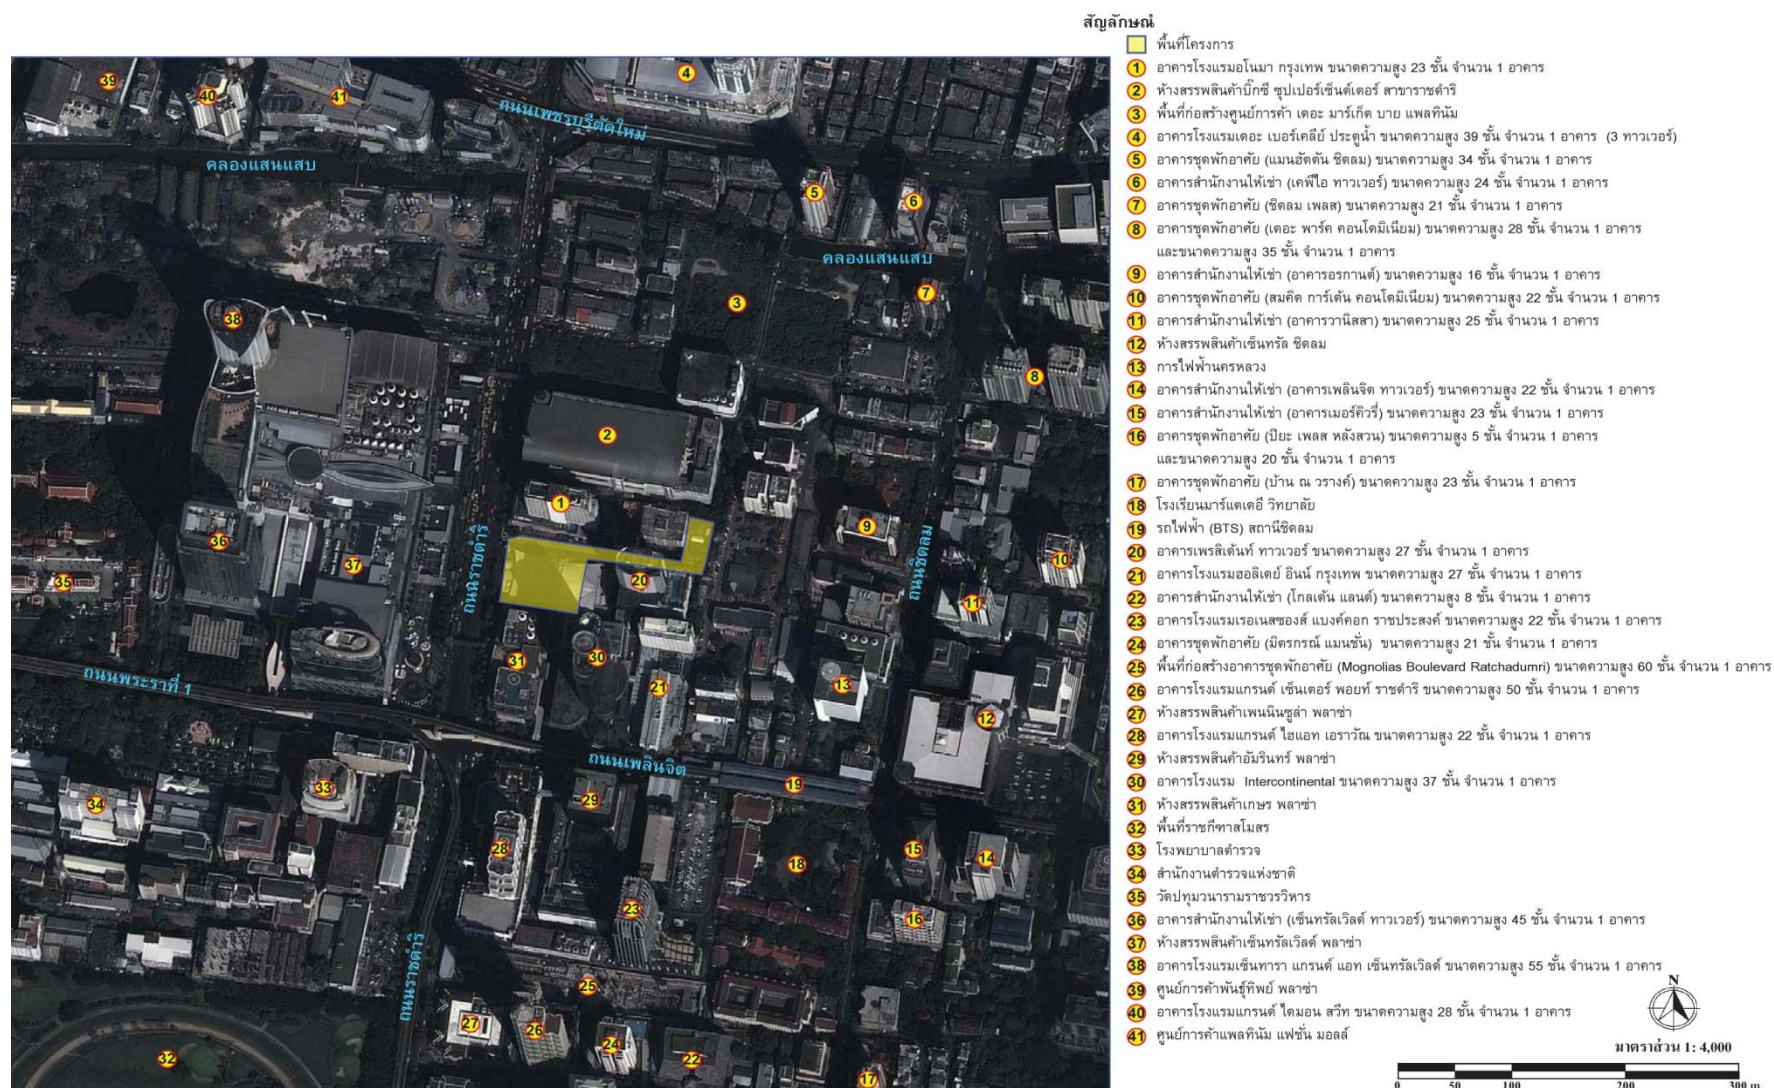 สัญลักษณ์
พื้นที่โครงการ
1 อาคารโรงแรมอโนมา กรุงเทพ ขนาดความสูง 23 ชั้น จำนวน 1 อาคาร
2 ห้างสรรพสินค้าบิ๊กซี ซุปเปอร์เซ็นต์เตอร์ สาขาราชดำริ
3 พื้นที่ก่อสร้างศูนย์การค้า เดอะ มาร์เก็ต บาย แพลทินัม
4 อาคารโรงแรมเดอะ เบอร์เคลีย์ ประตูน้ำ ขนาดความสูง 39 ชั้น จำนวน 1 อาคาร (3 ทาวเวอร์)
5 อาคารชุดพักอาศัย (แมนฮัตตัน ชิดลม) ขนาดความสูง 34 ชั้น จำนวน 1 อาคาร
6 อาคารสำนักงานให้เช่า (เคพีไอ ทาวเวอร์) ขนาดความสูง 24 ชั้น จำนวน 1 อาคาร
7 อาคารชุดพักอาศัย (ชิดลม เพลส) ขนาดความสูง 21 ชั้น จำนวน 1 อาคาร
8 อาคารชุดพักอาศัย (เดอะ พาร์ค คอนโดมิเนียม) ขนาดความสูง 28 ชั้น จำนวน 1 อาคาร
และขนาดความสูง 35 ชั้น จำนวน 1 อาคาร
9 อาคารสำนักงานให้เช่า (อาคารอรกานต์) ขนาดความสูง 16 ชั้น จำนวน 1 อาคาร
10 อาคารชุดพักอาศัย (สมคิด การ์เด้น คอนโดมิเนียม) ขนาดความสูง 22 ชั้น จำนวน 1 อาคาร
11 อาคารสำนักงานให้เช่า (อาคารวานิสสา) ขนาดความสูง 25 ชั้น จำนวน 1 อาคาร
12 ห้างสรรพสินค้าเซ็นทรัล ชิดลม
13 การไฟฟ้านครหลวง
14 อาคารสำนักงานให้เช่า (อาคารเพลินจิต ทาวเวอร์) ขนาดความสูง 22 ชั้น จำนวน 1 อาคาร
15 อาคารสำนักงานให้เช่า (อาคารเมอร์คิวรี่) ขนาดความสูง 23 ชั้น จำนวน 1 อาคาร
16 อาคารชุดพักอาศัย (ปิยะ เพลส หลังสวน) ขนาดความสูง 5 ชั้น จำนวน 1 อาคาร
และขนาดความสูง 20 ชั้น จำนวน 1 อาคาร
17 อาคารชุดพักอาศัย (บ้าน ณ วรางค์) ขนาดความสูง 23 ชั้น จำนวน 1 อาคาร
18 โรงเรียนมาร์แตเดอี วิทยาลัย
19 รถไฟฟ้า (BTS) สถานีชิดลม
20 อาคารเพรสิเด้นท์ ทาวเวอร์ ขนาดความสูง 27 ชั้น จำนวน 1 อาคาร
21 อาคารโรงแรมฮอลิเดย์ อินน์ กรุงเทพ ขนาดความสูง 27 ชั้น จำนวน 1 อาคาร
22 อาคารสำนักงานให้เช่า (โกลเด้น แลนด์) ขนาดความสูง 8 ชั้น จำนวน 1 อาคาร
23 อาคารโรงแรมเรอเนสซองส์ แบงค์คอก ราชประสงค์ ขนาดความสูง 22 ชั้น จำนวน 1 อาคาร
24 อาคารชุดพักอาศัย (มิตรกรณ์ แมนชั่น) ขนาดความสูง 21 ชั้น จำนวน 1 อาคาร
25 พื้นที่ก่อสร้างอาคารชุดพักอาศัย (Mognolias Boulevard Ratchadumri) ขนาดความสูง 60 ชั้น จำนวน 1 อาคาร
26 อาคารโรงแรมแกรนด์ เซ็นเตอร์ พอยท์ ราชดำริ ขนาดความสูง 50 ชั้น จำนวน 1 อาคาร
27 ห้างสรรพสินค้าเพนนินซูล่า พลาซ่า
28 อาคารโรงแรมแกรนด์ ไฮแอท เอราวัณ ขนาดความสูง 22 ชั้น จำนวน 1 อาคาร
29 ห้างสรรพสินค้าอัมรินทร์ พลาซ่า
30 อาคารโรงแรม Intercontinental ขนาดความสูง 37 ชั้น จำนวน 1 อาคาร
31 ห้างสรรพสินค้าเกษร พลาซ่า
32 พื้นที่ราชกีฑาสโมสร
33 โรงพยาบาลตำรวจ
34 สำนักงานตำรวจแห่งชาติ
35 วัดปทุมวนารามราชวรวิหาร
36 อาคารสำนักงานให้เช่า (เซ็นทรัลเวิลด์ ทาวเวอร์) ขนาดความสูง 45 ชั้น จำนวน 1 อาคาร
37 ห้างสรรพสินค้าเซ็นทรัลเวิลด์ พลาซ่า
38 อาคารโรงแรมเซ็นทารา แกรนด์ แอท เซ็นทรัลเวิลด์ ขนาดความสูง 55 ชั้น จำนวน 1 อาคาร
39 ศูนย์การค้าพันธุ์ทิพย์ พลาซ่า
40 อาคารโรงแรมแกรนด์ ไดมอน สวีท ขนาดความสูง 28 ชั้น จำนวน 1 อาคาร
41 ศูนย์การค้าแพลทินัม แฟชั่น มอลล์
N
มาตราส่วน 1: 4,000
0 50 100 200 300 m.
39
40
41
4
ถนนเพชรบุรีตัดใหม่
คลองแสนแสบ
5
6
คลองแสนแสบ
7
3
38
8
2
1
9
ถนนราชดำริ
ถนนชิดลม
36
37
35
20
10
11
31
30
21
13
12
ถนนพระราที่ 1
ถนนเพลินจิต
19
33
34
29
28
15
14
18
23
16
ถนนราชดำริ
25
27
26
24
22
32
17